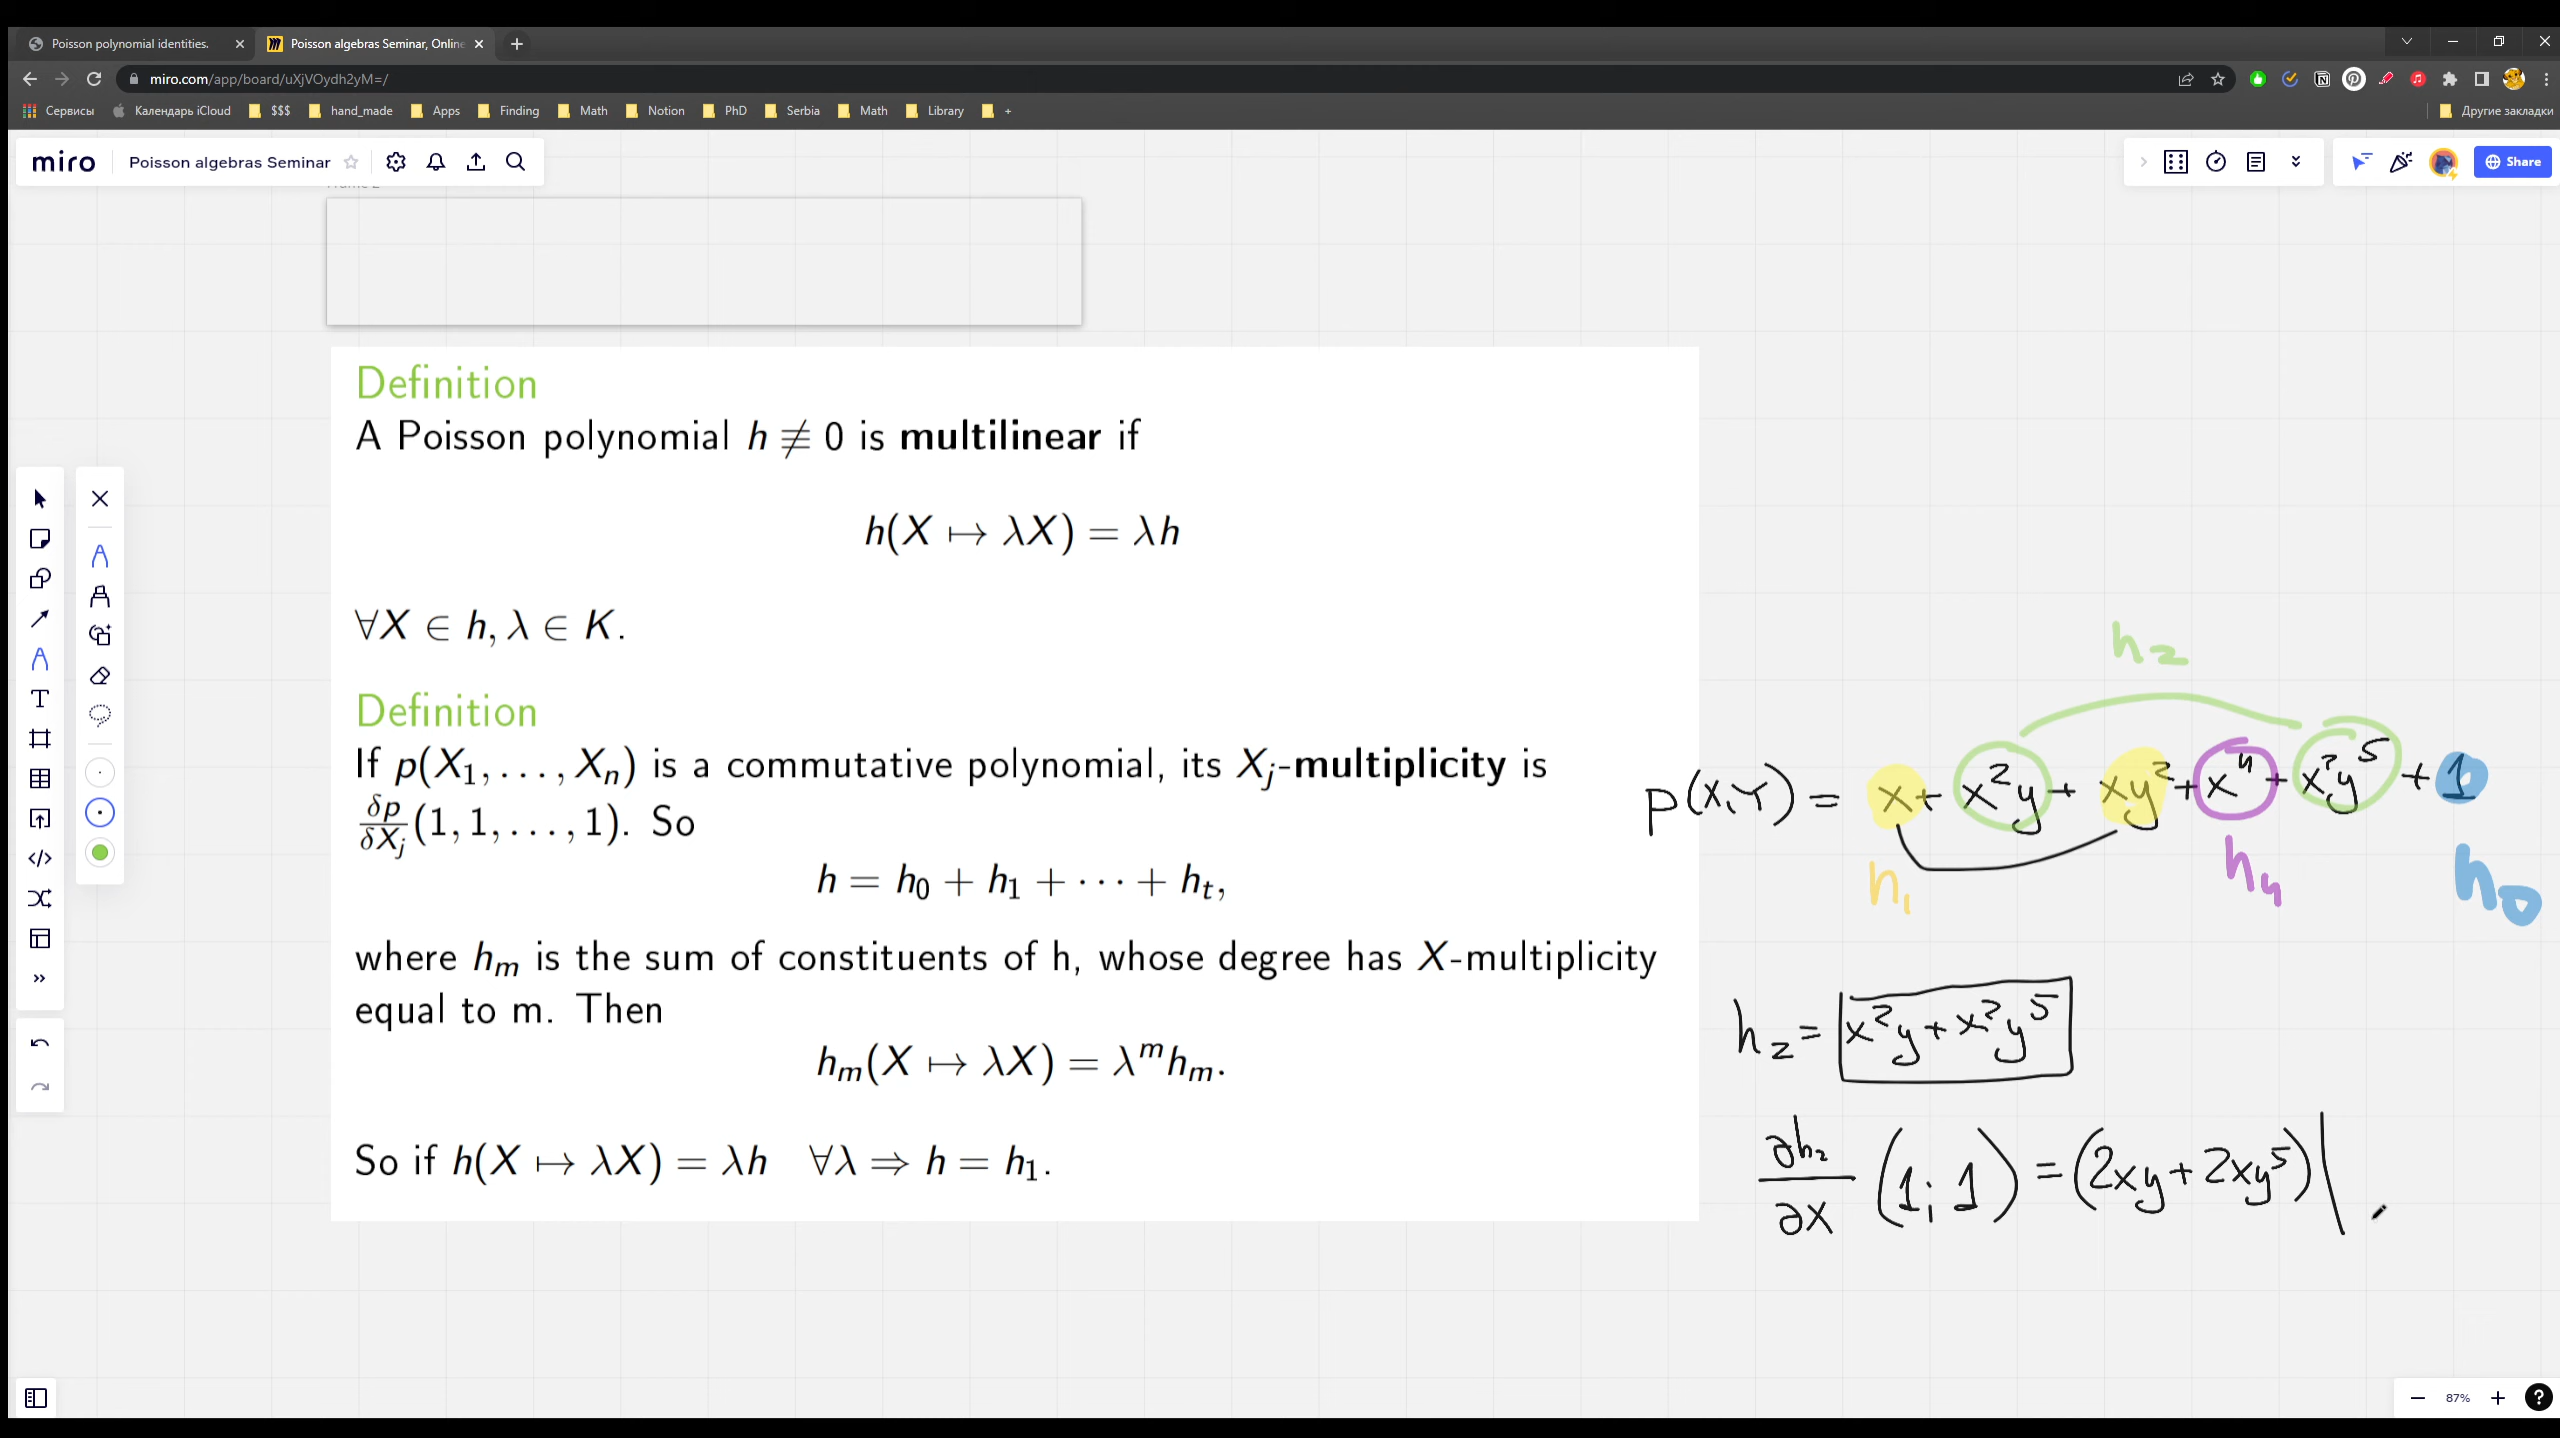 Poisson polynomial identities.
Poisson algebras Seminar, Online
miro.com/app/board/uXjVOydh2yM=/
Сервисы Календарь iCloud $$$ hand_made Apps Finding Math Notion PhD Serbia Math Library + Другие закладки
miro Poisson algebras Seminar
Share
Definition
A Poisson polynomial h ≢ 0 is multilinear if
h(X ↦ λX) = λh
∀X ∈ h, λ ∈ K.
Definition
If p(X₁, . . . , Xₙ) is a commutative polynomial, its Xⱼ-multiplicity is
δp/δXⱼ(1, 1, . . . , 1). So
h = h₀ + h₁ + · · · + hₜ,
where hₘ is the sum of constituents of h, whose degree has X-multiplicity
equal to m. Then
hₘ(X ↦ λX) = λᵐhₘ.
So if h(X ↦ λX) = λh ∀λ ⇒ h = h₁.
h₂
p(X,Y) = x + x²y + xy² + x⁴ + x²y⁵ + 1
h₁ h₄ h₀
h₂ = x²y + x²y⁵
∂h₂/∂x (1; 1) = (2xy + 2xy⁵)|
87%